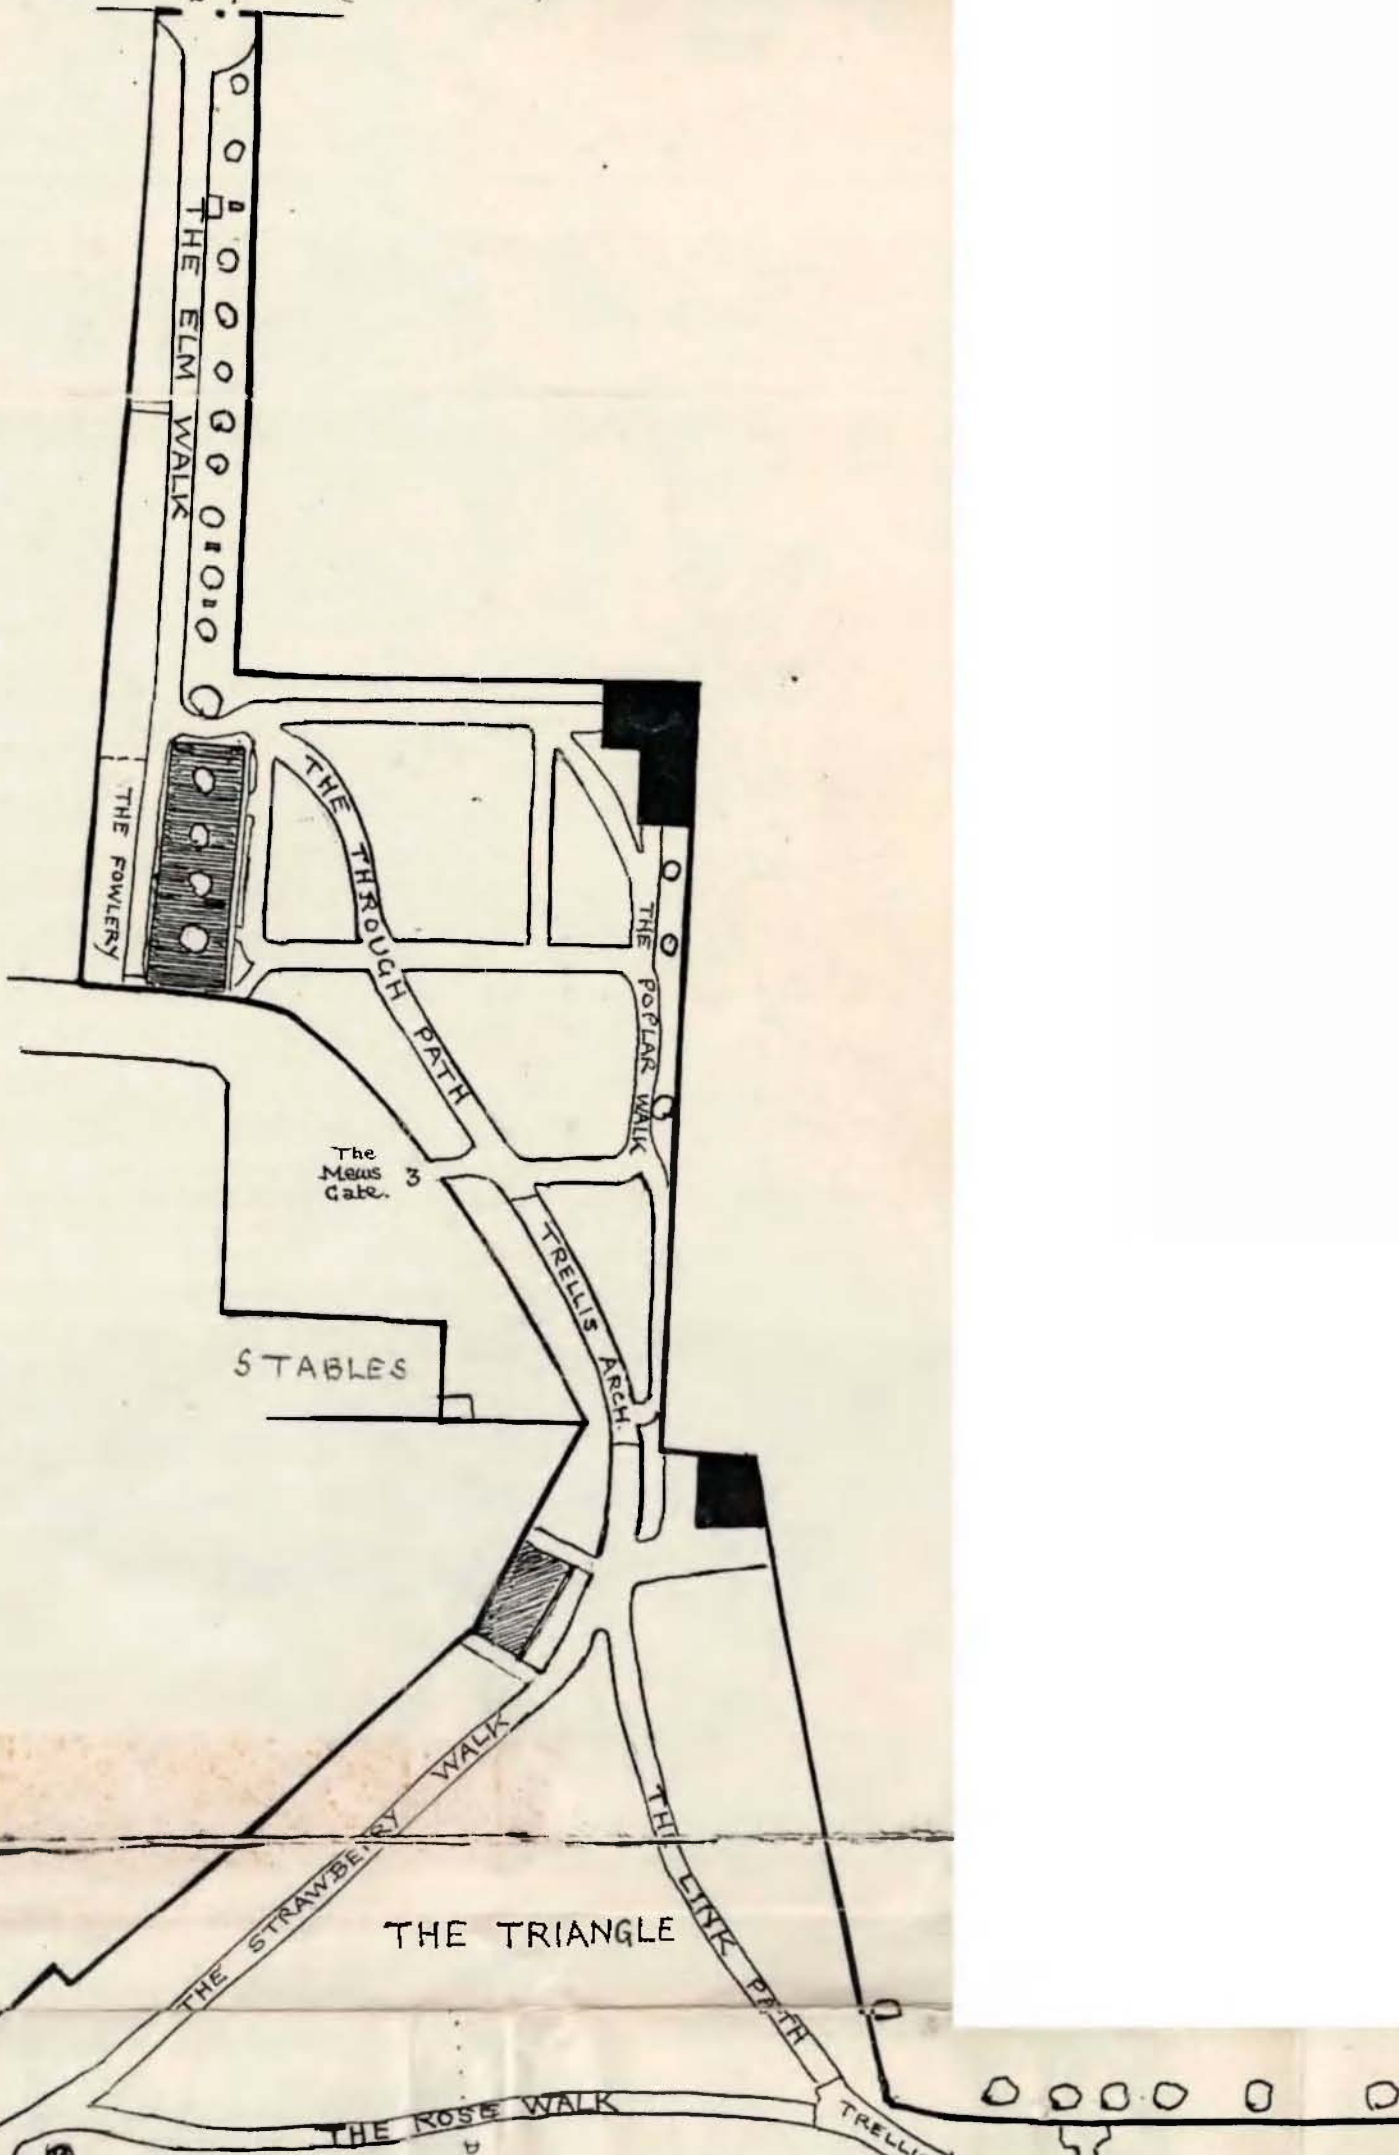 THE ELM WALK
THE FOWLERY
THE THROUGH PATH
THE POPLAR WALK
The
Mews 3
Gate.
TRELLIS ARCH.
STABLES
THE STRAWBERRY WALK
THE LINK PATH
THE TRIANGLE
THE ROSE WALK